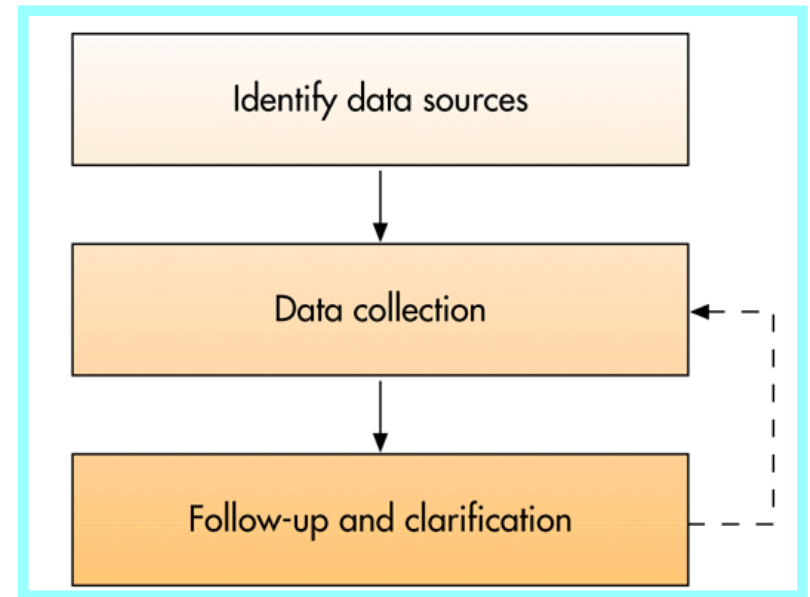 Identify data sources
Data collection
Follow-up and clarification